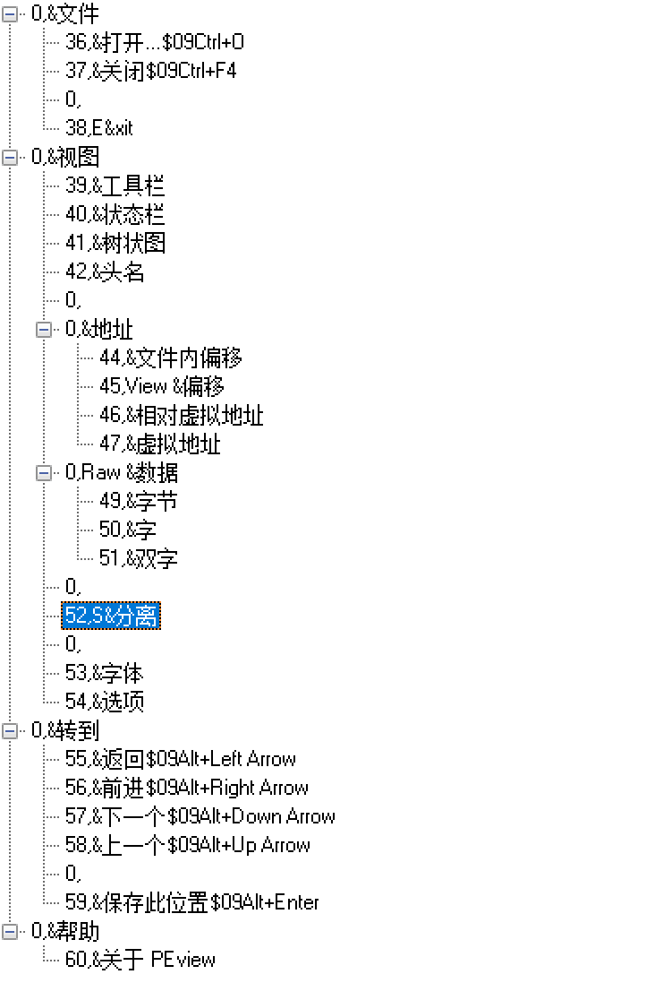 0,&文件
36,&打开...$09Ctrl+O
37,&关闭$09Ctrl+F4
0,
38,E&xit
0,&视图
39,&工具栏
40,&状态栏
41,&树状图
42,&头名
0,
0,&地址
44,&文件内偏移
45,View &偏移
46,&相对虚拟地址
47,&虚拟地址
0,Raw &数据
49,&字节
50,&字
51,&双字
0,
52,S&分离
0,
53,&字体
54,&选项
0,&转到
55,&返回$09Alt+Left Arrow
56,&前进$09Alt+Right Arrow
57,&下一个$09Alt+Down Arrow
58,&上一个$09Alt+Up Arrow
0,
59,&保存此位置$09Alt+Enter
0,&帮助
60,&关于 PEview